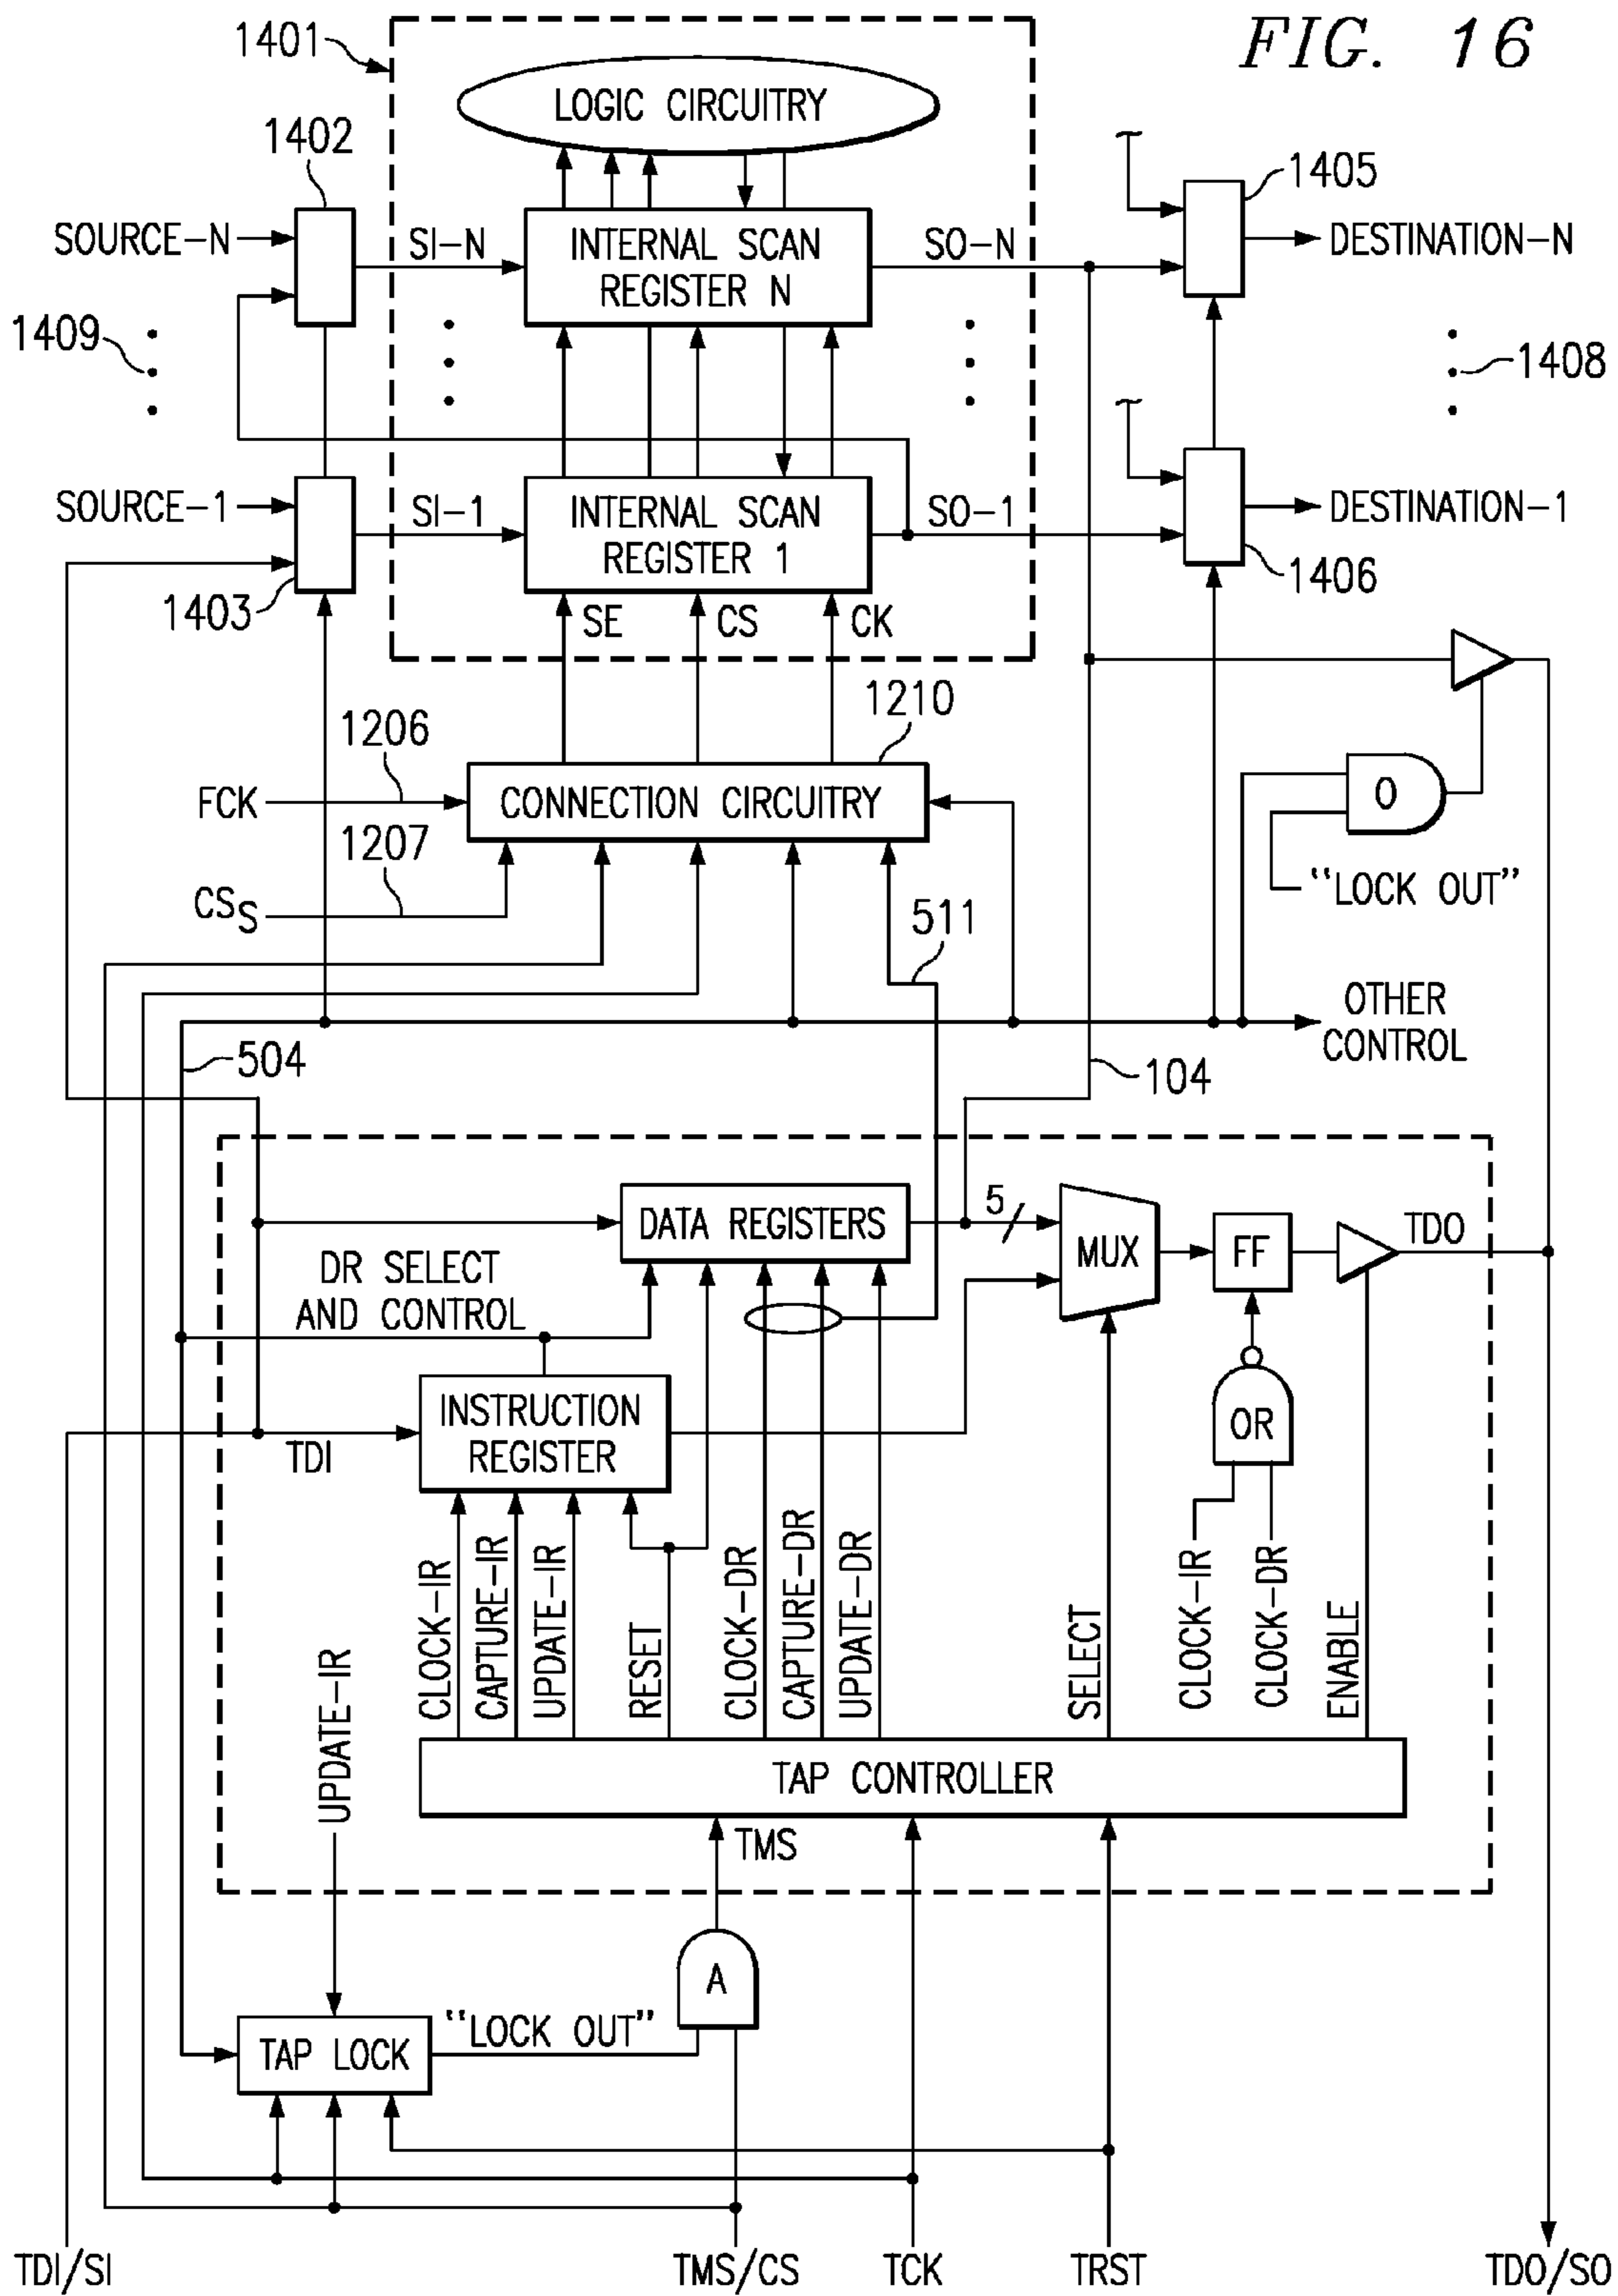 FIG. 16
1401
LOGIC CIRCUITRY
1402
1405
SOURCE-N
SI-N
INTERNAL SCAN
REGISTER N
SO-N
DESTINATION-N
1409
1408
SOURCE-1
SI-1
INTERNAL SCAN
REGISTER 1
SO-1
DESTINATION-1
1403
1406
SE
CS
CK
1210
1206
FCK
CONNECTION CIRCUITRY
O
1207
CSS
"LOCK OUT"
511
OTHER
CONTROL
504
104
DATA REGISTERS
5
MUX
FF
TDO
DR SELECT
AND CONTROL
INSTRUCTION
REGISTER
OR
TDI
CLOCK-IR
CAPTURE-IR
UPDATE-IR
RESET
CLOCK-DR
CAPTURE-DR
UPDATE-DR
SELECT
CLOCK-IR
CLOCK-DR
ENABLE
UPDATE-IR
TAP CONTROLLER
TMS
A
TAP LOCK
"LOCK OUT"
TDI/SI
TMS/CS
TCK
TRST
TDO/SO